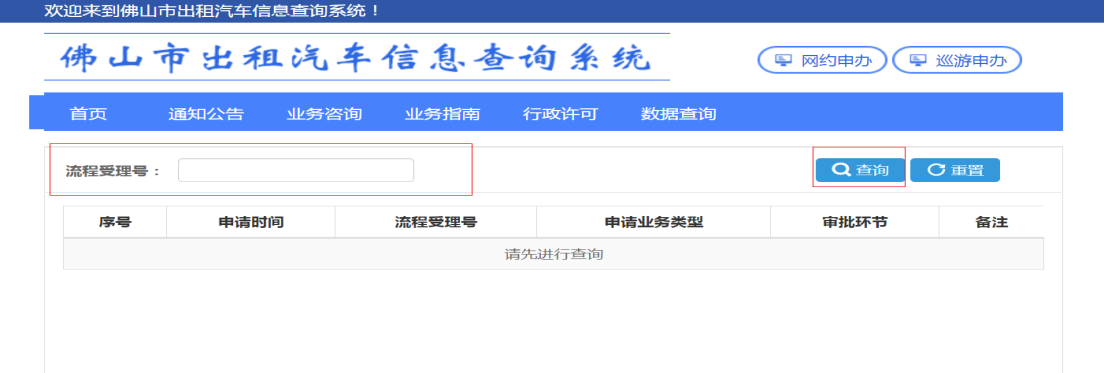 欢迎来到佛山市出租汽车信息查询系统！
佛山市出租汽车信息查询系统 网约申办 巡游申办
首页 通知公告 业务咨询 业务指南 行政许可 数据查询
流程受理号： 查询 重置
序号 申请时间 流程受理号 申请业务类型 审批环节 备注
请先进行查询